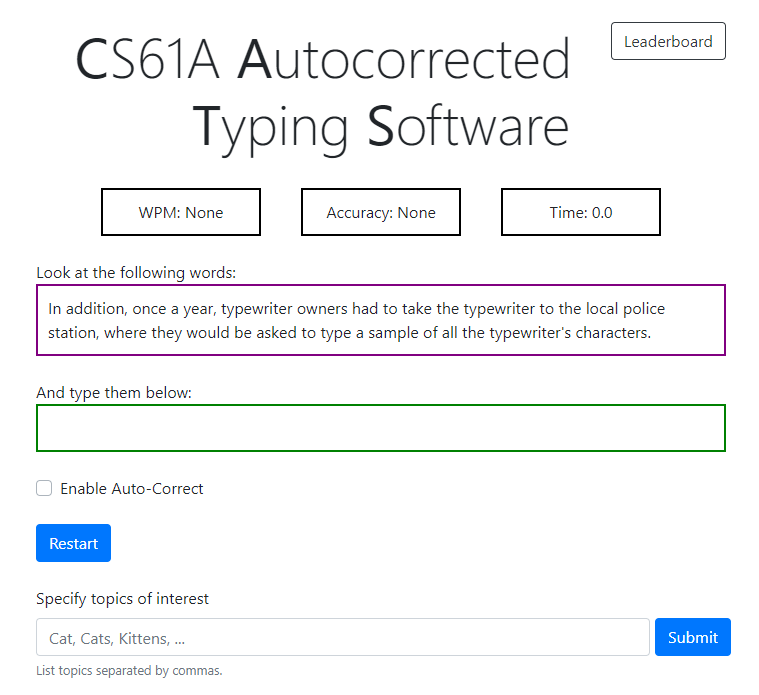 Leaderboard
CS61A Autocorrected
Typing Software
WPM: None
Accuracy: None
Time: 0.0
Look at the following words:
In addition, once a year, typewriter owners had to take the typewriter to the local police
station, where they would be asked to type a sample of all the typewriter's characters.
And type them below:
Enable Auto-Correct
Restart
Specify topics of interest
Cat, Cats, Kittens, ...
Submit
List topics separated by commas.